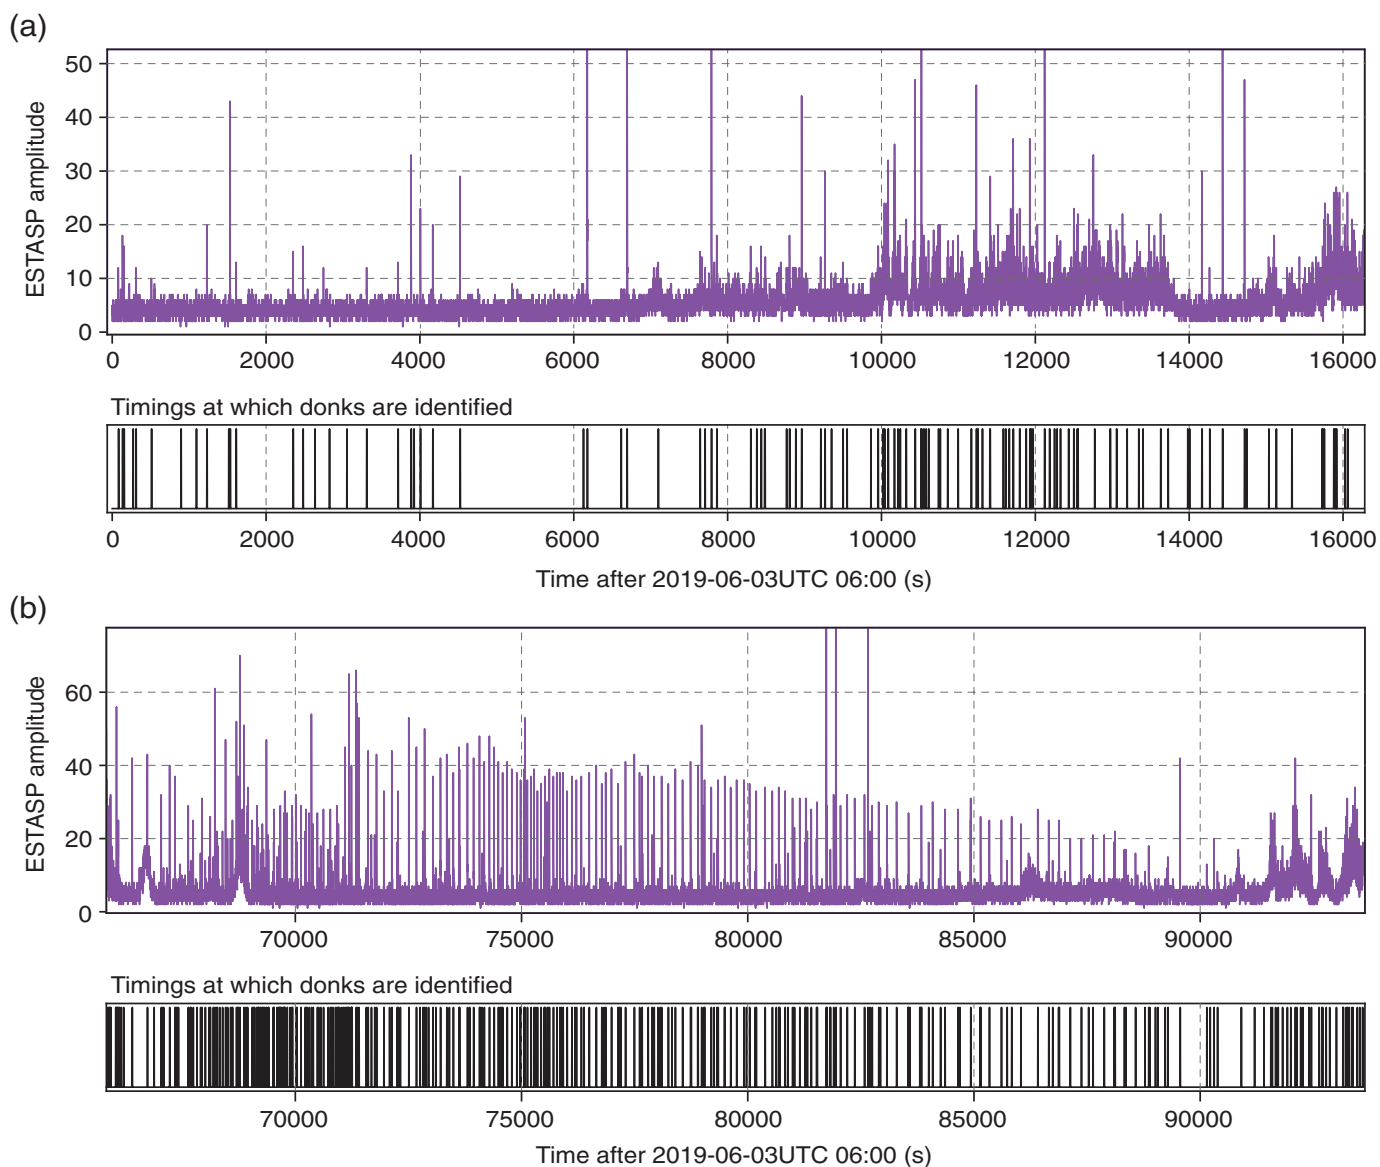 (a)
ESTASP amplitude
50
40
30
20
10
0
0 2000 4000 6000 8000 10000 12000 14000 16000
Timings at which donks are identified
0 2000 4000 6000 8000 10000 12000 14000 16000
Time after 2019-06-03UTC 06:00 (s)
(b)
ESTASP amplitude
60
40
20
0
70000 75000 80000 85000 90000
Timings at which donks are identified
70000 75000 80000 85000 90000
Time after 2019-06-03UTC 06:00 (s)